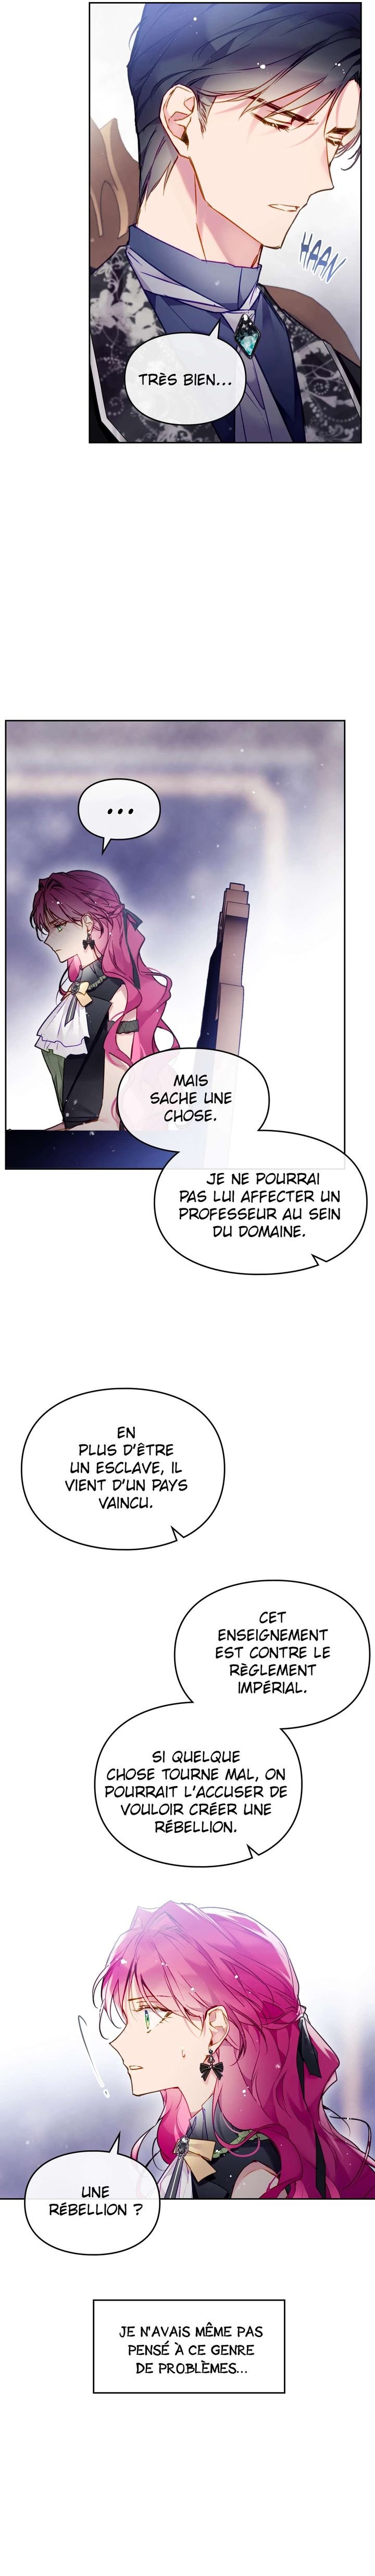 HAAN
TRÈS BIEN...
...
MAIS
SACHE UNE
CHOSE.
JE NE POURRAI
PAS LUI AFFECTER UN
PROFESSEUR AU SEIN
DU DOMAINE.
EN
PLUS D'ÊTRE
UN ESCLAVE, IL
VIENT D'UN PAYS
VAINCU.
CET
ENSEIGNEMENT
EST CONTRE LE
RÈGLEMENT
IMPÉRIAL.
SI QUELQUE
CHOSE TOURNE MAL, ON
POURRAIT L'ACCUSER DE
VOULOIR CRÉER UNE
RÉBELLION.
UNE
RÉBELLION ?
JE N'AVAIS MÊME PAS
PENSÉ À CE GENRE
DE PROBLÈMES...